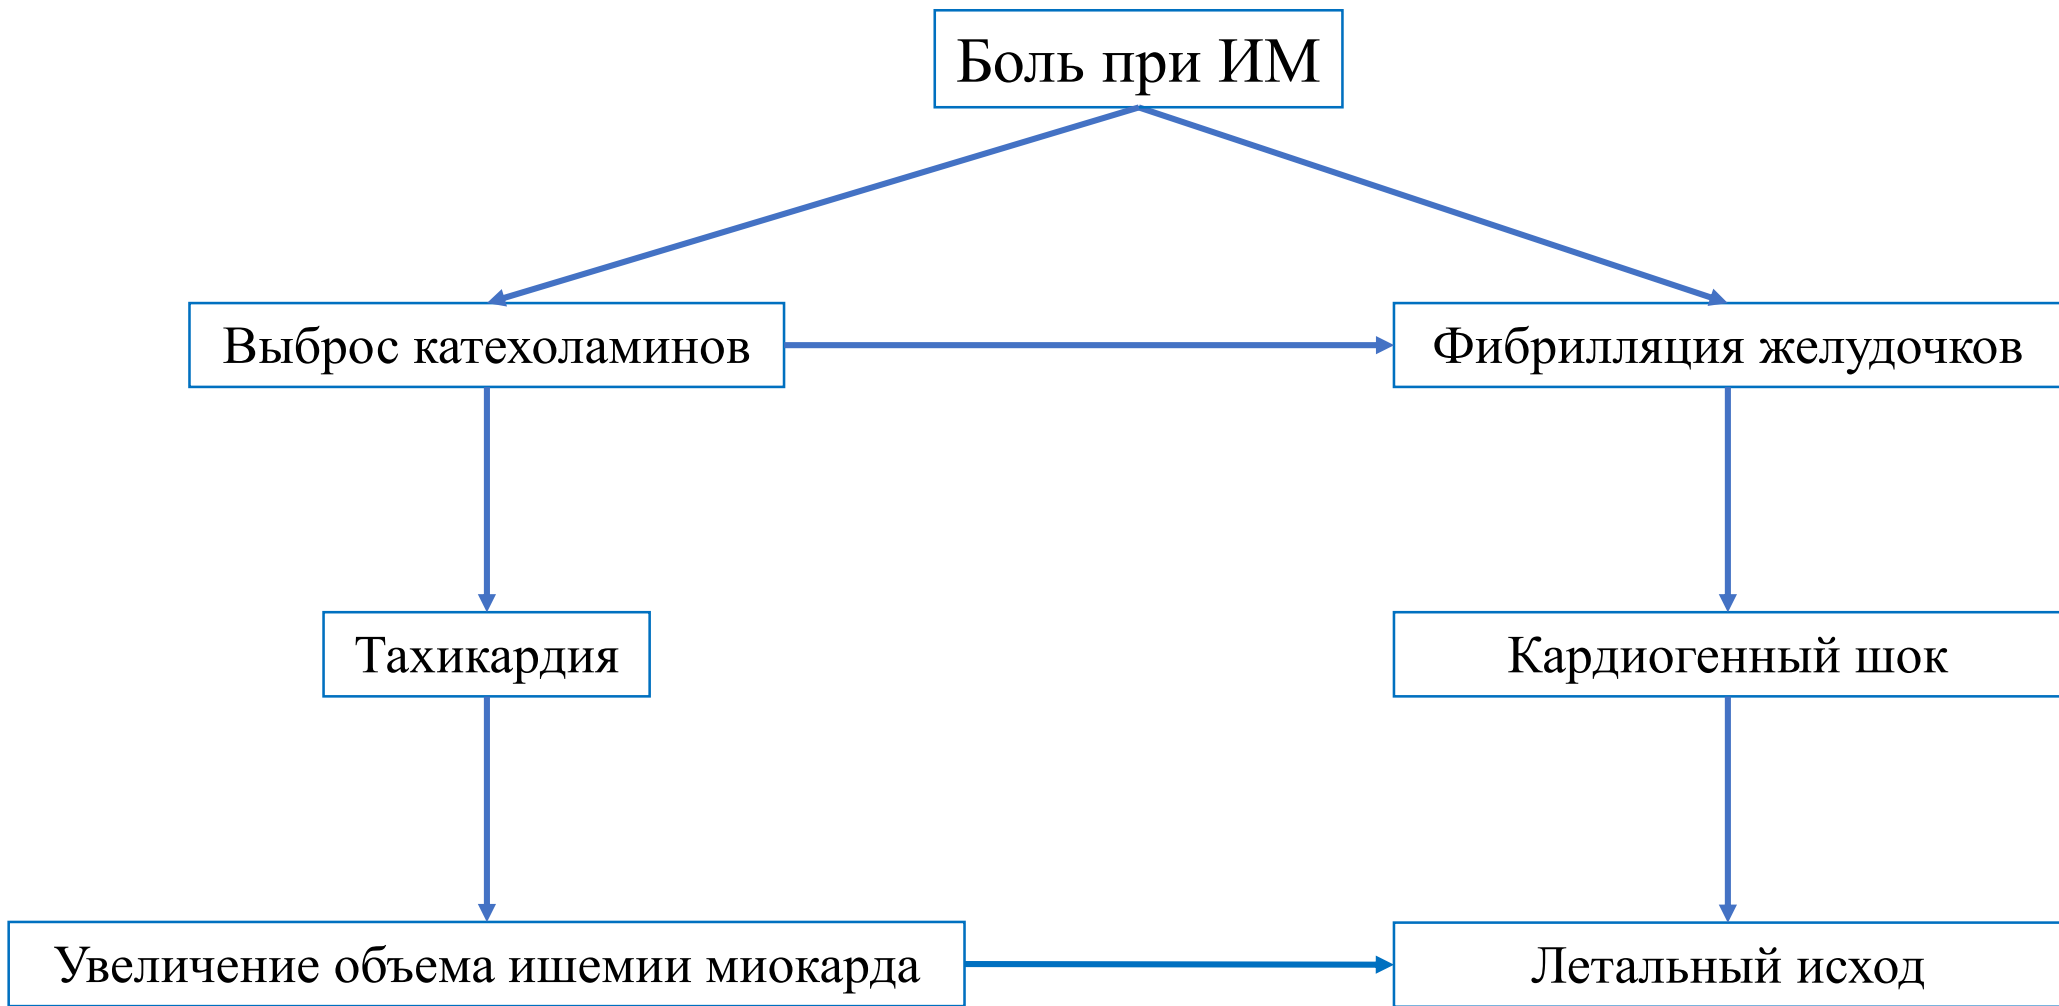 Боль при ИМ
Выброс катехоламинов
Фибрилляция желудочков
Тахикардия
Кардиогенный шок
Увеличение объема ишемии миокарда
Летальный исход